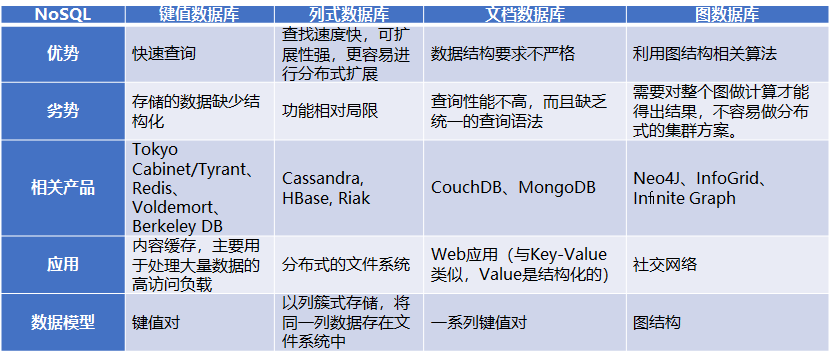 NoSQL 键值数据库 列式数据库 文档数据库 图数据库
优势
快速查询
查找速度快，可扩
展性强，更容易进
行分布式扩展
数据结构要求不严格
利用图结构相关算法
劣势
存储的数据缺少结
构化
功能相对局限
查询性能不高，而且缺乏
统一的查询语法
需要对整个图做计算才能
得出结果，不容易做分布
式的集群方案。
相关产品
Tokyo
Cabinet/Tyrant、
Redis、
Voldemort、
Berkeley DB
Cassandra,
HBase, Riak
CouchDB、MongoDB
Neo4J、InfoGrid、
Infinite Graph
应用
内容缓存，主要用
于处理大量数据的
高访问负载
分布式的文件系统
Web应用（与Key-Value
类似，Value是结构化的）
社交网络
数据模型
键值对
以列簇式存储，将
同一列数据存在文
件系统中
一系列键值对
图结构